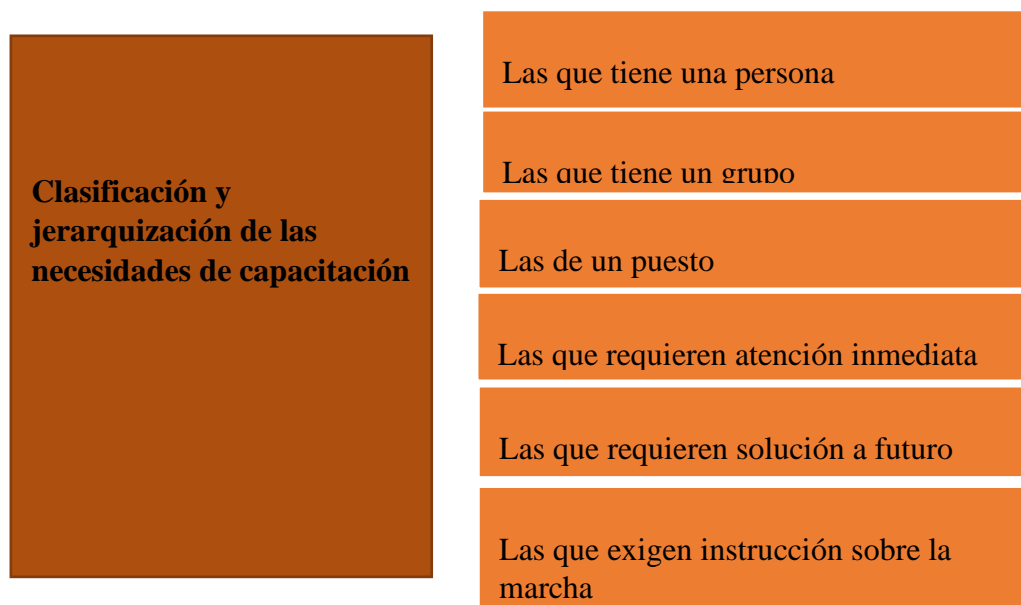 Clasificación y
jerarquización de las
necesidades de capacitación
Las que tiene una persona
Las que tiene un grupo
Las de un puesto
Las que requieren atención inmediata
Las que requieren solución a futuro
Las que exigen instrucción sobre la
marcha